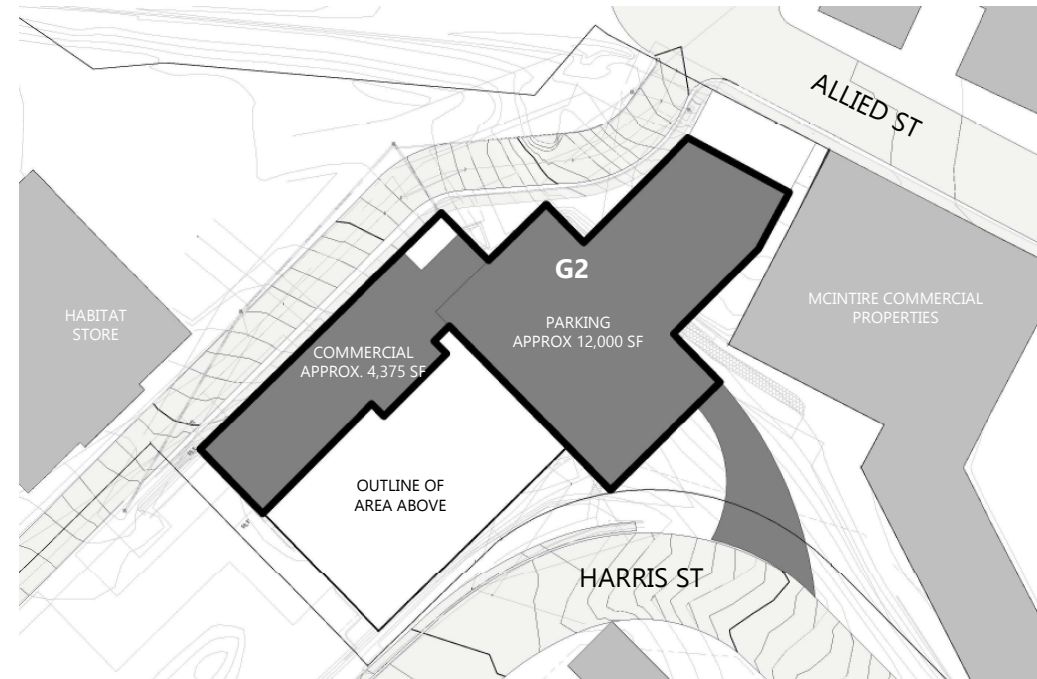 ALLIED ST
G2
HABITAT
STORE
MCINTIRE COMMERCIAL
PROPERTIES
PARKING
APPROX 12,000 SF
COMMERCIAL
APPROX. 4,375 SF
OUTLINE OF
AREA ABOVE
HARRIS ST